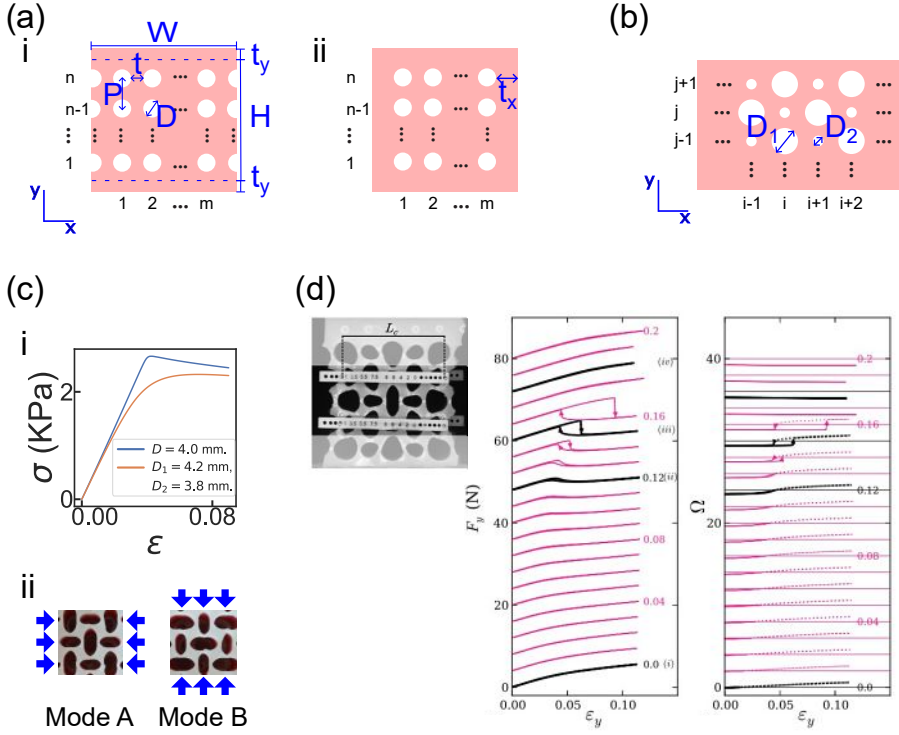 (a)
i
W
t_y
n
t
P
n-1
D
H
1
t_y
1 2 ••• m
y
x
ii
n
t_x
n-1
1
1 2 ••• m
(b)
j+1
j
j-1
D_1
D_2
i-1 i i+1 i+2
y
x
(c)
i
2
0
σ (KPa)
D = 4.0 mm.
D_1 = 4.2 mm,
D_2 = 3.8 mm.
0.00 0.08
ε
ii
Mode A
Mode B
(d)
L_c
80
60
40
20
0
F_y (N)
0.2
(iv)
0.16
(iii)
0.12 (ii)
0.08
0.04
0.0 (i)
0.00 0.05 0.10
ε_y
40
20
0
Ω
0.2
0.16
0.12
0.08
0.04
0.0
0.00 0.05 0.10
ε_y